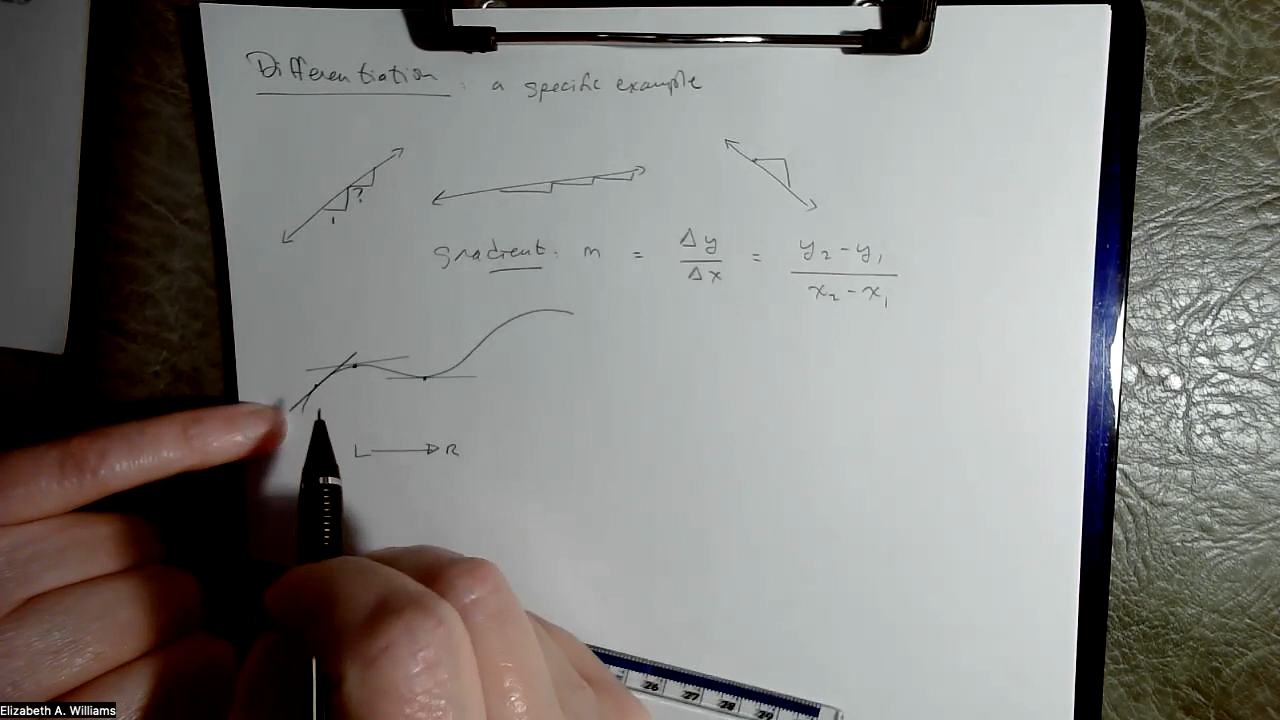 Differentiation : a specific example
?
1
gradient: m = Δy / Δx = y₂ - y₁ / x₂ - x₁
L → R
26 27 28 29
Elizabeth A. Williams